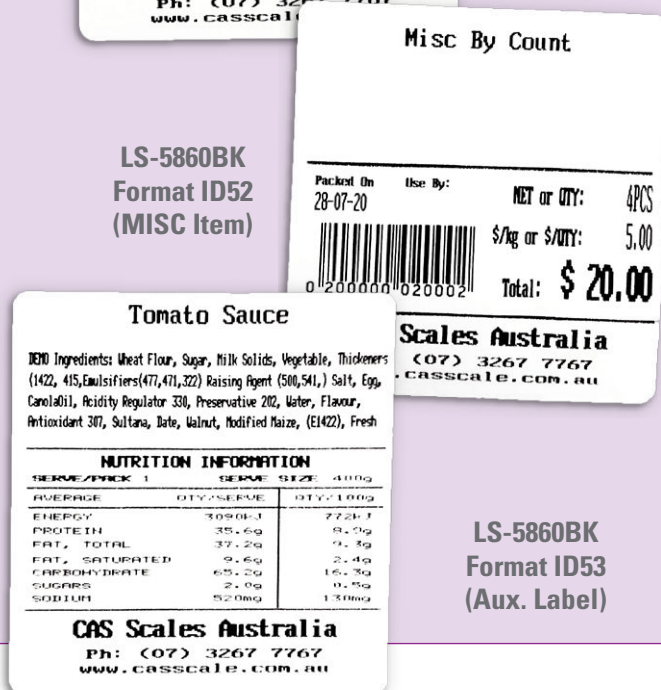 www.casscal
Misc By Count
LS-5860BK
Format ID52
(MISC Item)
Packed On Use By: NET or QTY: 4PCS
28-07-20
$/kg or $/QTY: 5.00
0 200000 020002
Total: $ 20.00
Scales Australia
(07) 3267 7767
.casscale.com.au
Tomato Sauce
DEMO Ingredients: Wheat Flour, Sugar, Milk Solids, Vegetable, Thickeners
(1422, 415,Emulsifiers(477,471,322) Raising Agent (500,541,) Salt, Egg,
CanolaOil, Acidity Regulator 330, Preservative 202, Water, Flavour,
Antioxidant 307, Sultana, Date, Walnut, Modified Maize, (E1422), Fresh
NUTRITION INFORMATION
SERVE/PACK 1 SERVE SIZE 400g
AVERAGE QTY/SERVE QTY/100g
ENERGY 3090kJ 772kJ
PROTEIN 35.6g 8.9g
FAT, TOTAL 37.2g 9.3g
FAT, SATURATED 9.6g 2.4g
CARBOHYDRATE 65.2g 16.3g
SUGARS 2.0g 0.5g
SODIUM 520mg 130mg
CAS Scales Australia
Ph: (07) 3267 7767
www.casscale.com.au
LS-5860BK
Format ID53
(Aux. Label)